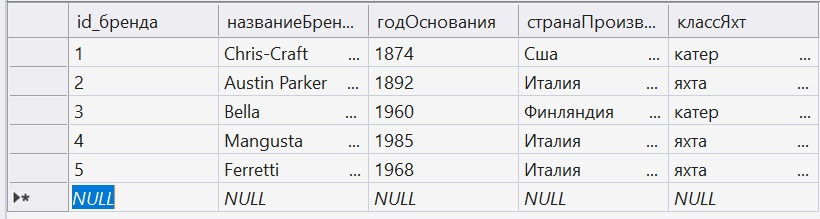 id_бренда названиеБрен... годОснования странаПроизв... классЯхт
1 Chris-Craft ... 1874 Сша ... катер ...
2 Austin Parker ... 1892 Италия ... яхта ...
3 Bella ... 1960 Финляндия ... катер ...
4 Mangusta ... 1985 Италия ... яхта ...
5 Ferretti ... 1968 Италия ... яхта ...
NULL NULL NULL NULL NULL